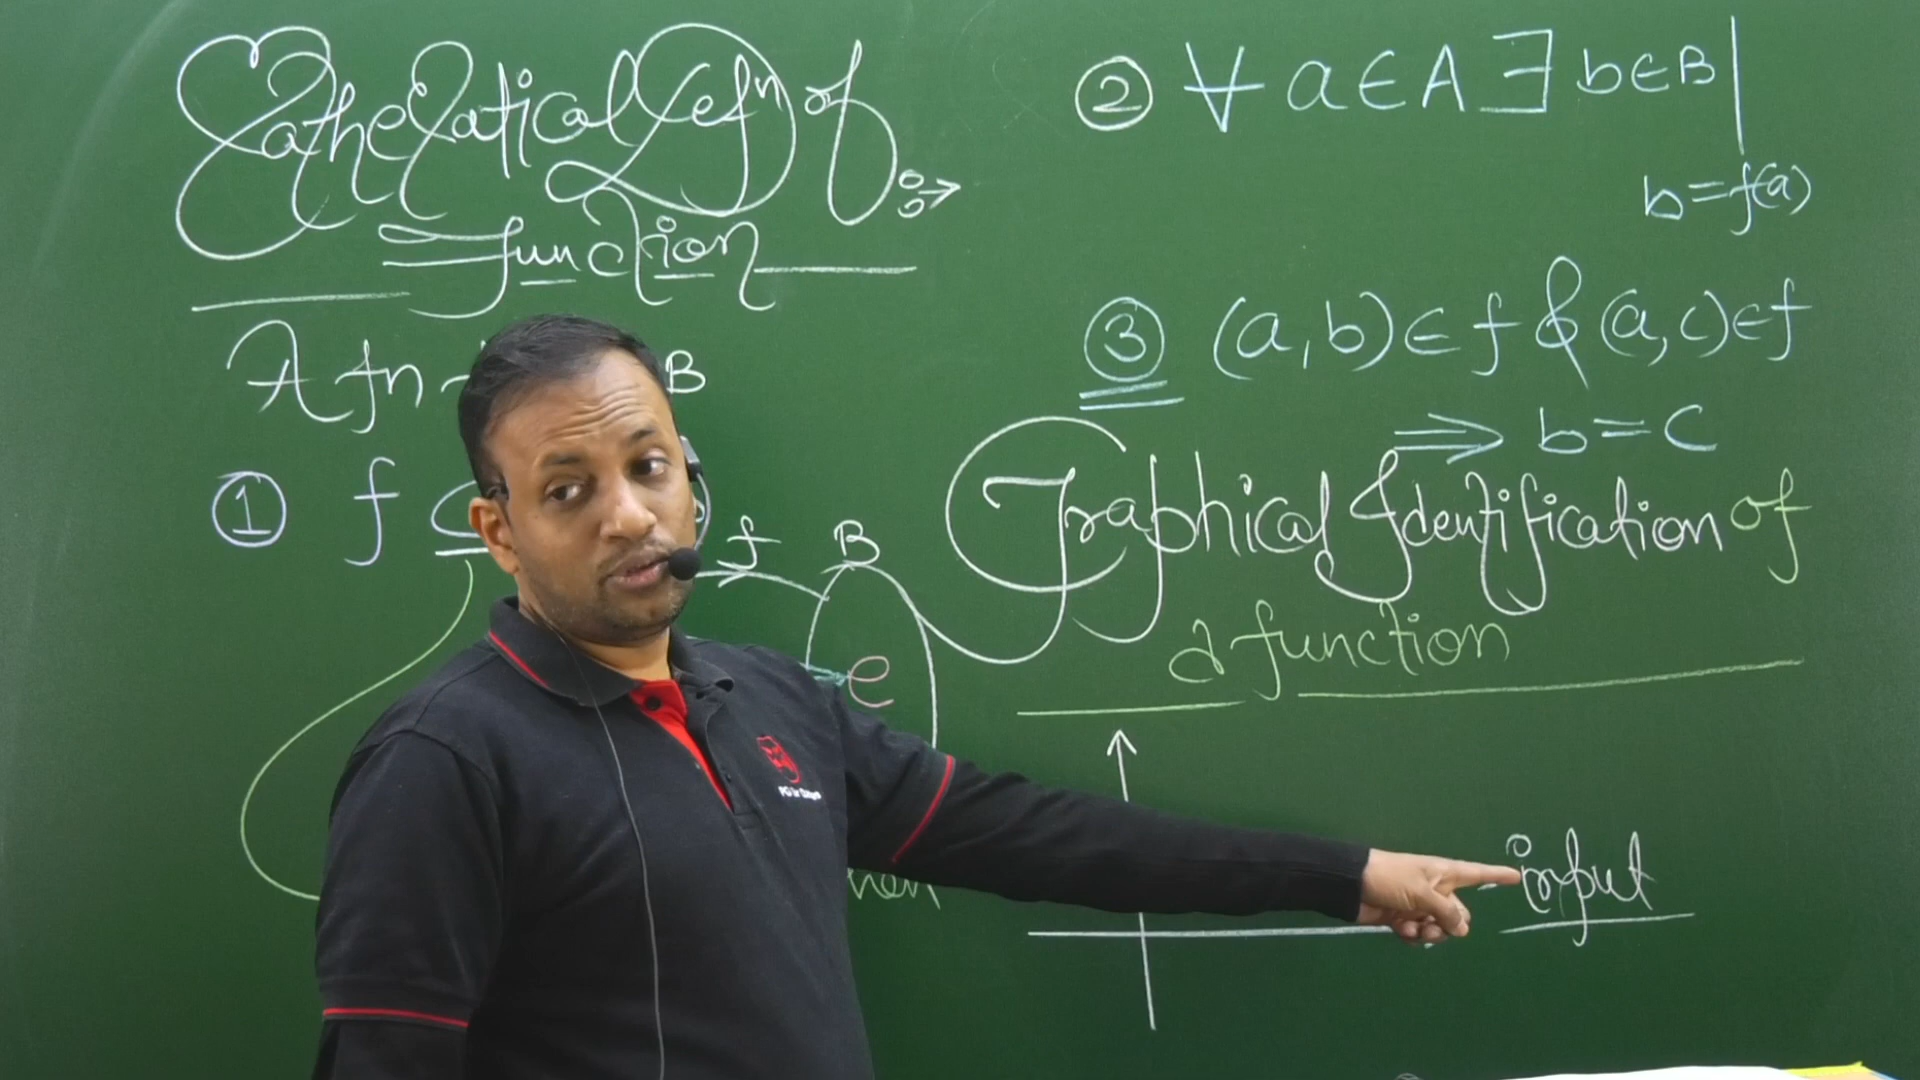 Mathematical Defn of :→
function
A fn B
① f ⊆
f B
e
② ∀ a∈A ∃ b∈B |
b=f(a)
③ (a,b)∈f & (a,c)∈f
⇒ b=c
Graphical Identification of
a function
input